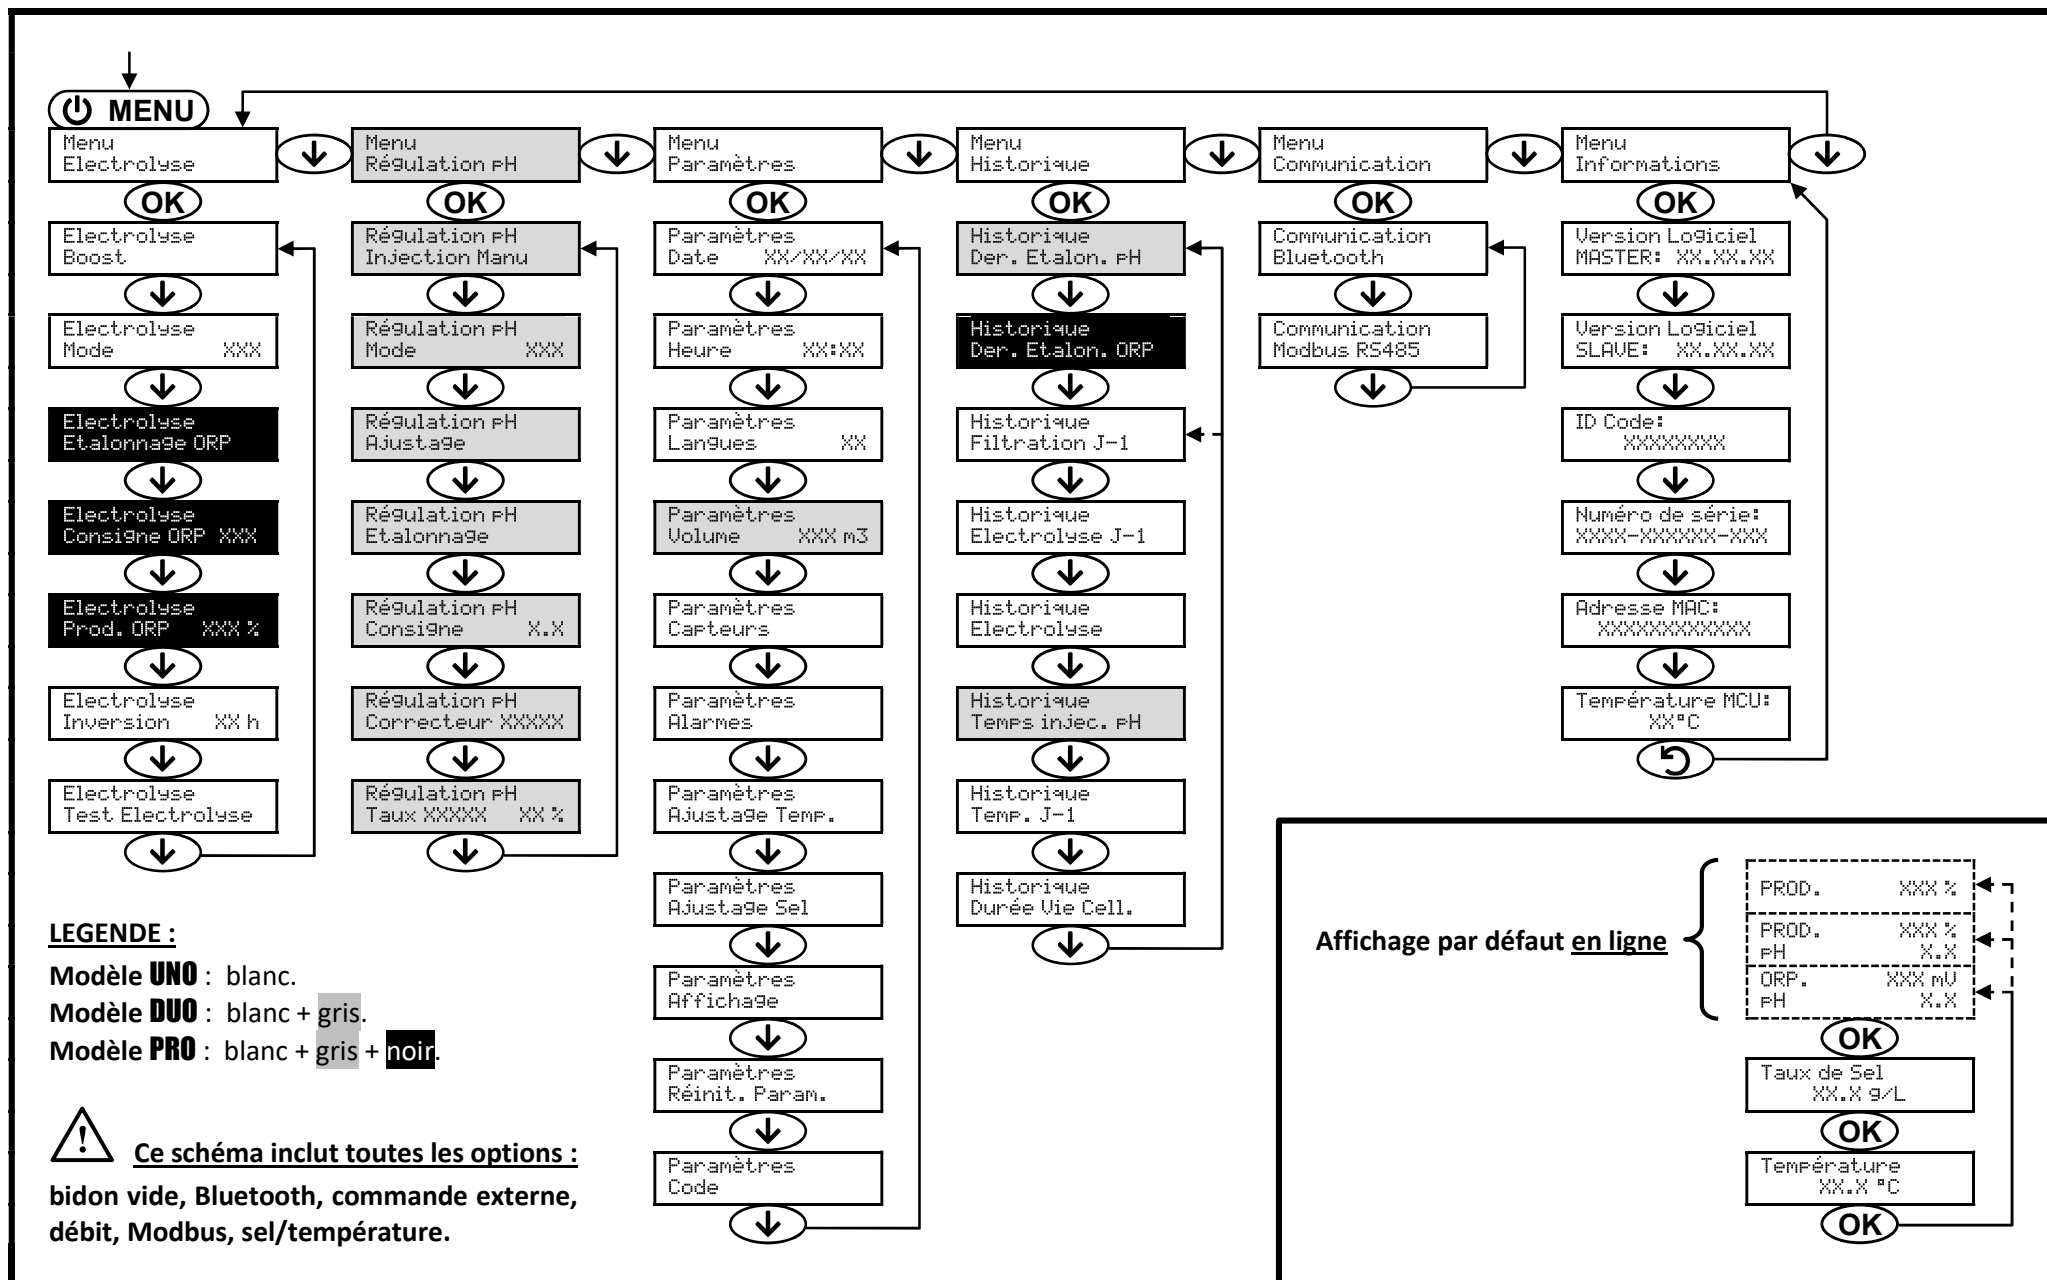 MENU
Menu
Electrolyse
OK
Electrolyse
Boost
Electrolyse
Mode XXX
Electrolyse
Etalonnage ORP
Electrolyse
Consigne ORP XXX
Electrolyse
Prod. ORP XXX %
Electrolyse
Inversion XX h
Electrolyse
Test Electrolyse
Menu
Régulation pH
OK
Régulation pH
Injection Manu
Régulation pH
Mode XXX
Régulation pH
Ajustage
Régulation pH
Etalonnage
Régulation pH
Consigne X.X
Régulation pH
Correcteur XXXXX
Régulation pH
Taux XXXXX XX %
Menu
Paramètres
OK
Paramètres
Date XX/XX/XX
Paramètres
Heure XX:XX
Paramètres
Langues XX
Paramètres
Volume XXX m3
Paramètres
Capteurs
Paramètres
Alarmes
Paramètres
Ajustage Temp.
Paramètres
Ajustage Sel
Paramètres
Affichage
Paramètres
Réinit. Param.
Paramètres
Code
Menu
Historique
OK
Historique
Der. Etalon. pH
Historique
Der. Etalon. ORP
Historique
Filtration J-1
Historique
Electrolyse J-1
Historique
Electrolyse
Historique
Temps injec. pH
Historique
Temp. J-1
Historique
Durée Vie Cell.
Menu
Communication
OK
Communication
Bluetooth
Communication
Modbus RS485
Menu
Informations
OK
Version Logiciel
MASTER: XX.XX.XX
Version Logiciel
SLAVE: XX.XX.XX
ID Code:
XXXXXXXX
Numéro de série:
XXXX-XXXXXX-XXX
Adresse MAC:
XXXXXXXXXXXX
Température MCU:
XX°C
LEGENDE :
Modèle UNO : blanc.
Modèle DUO : blanc + gris.
Modèle PRO : blanc + gris + noir.
Ce schéma inclut toutes les options :
bidon vide, Bluetooth, commande externe,
débit, Modbus, sel/température.
Affichage par défaut en ligne
PROD. XXX %
PROD. XXX %
pH X.X
ORP. XXX mV
pH X.X
OK
Taux de Sel
XX.X g/L
OK
Température
XX.X °C
OK